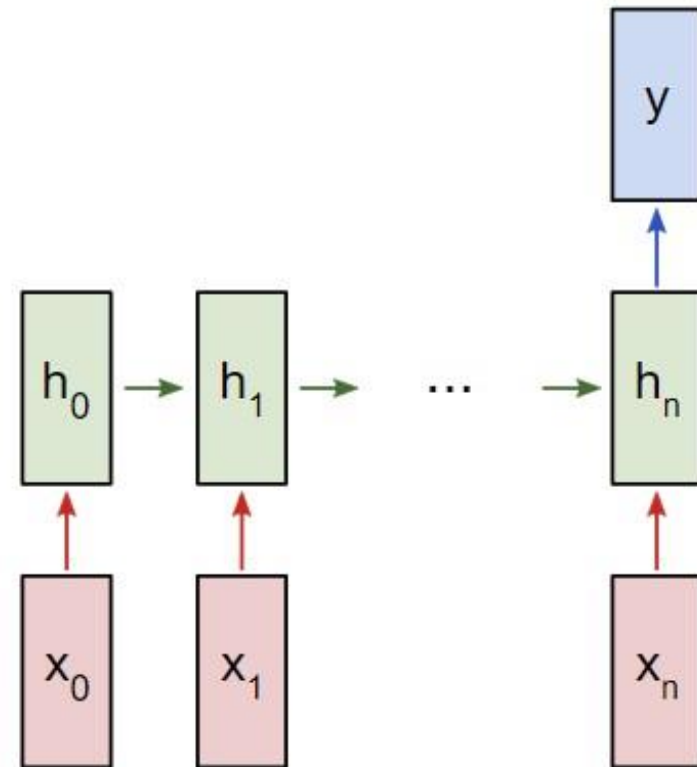 y
h₀ h₁ ... hₙ
x₀ x₁ xₙ